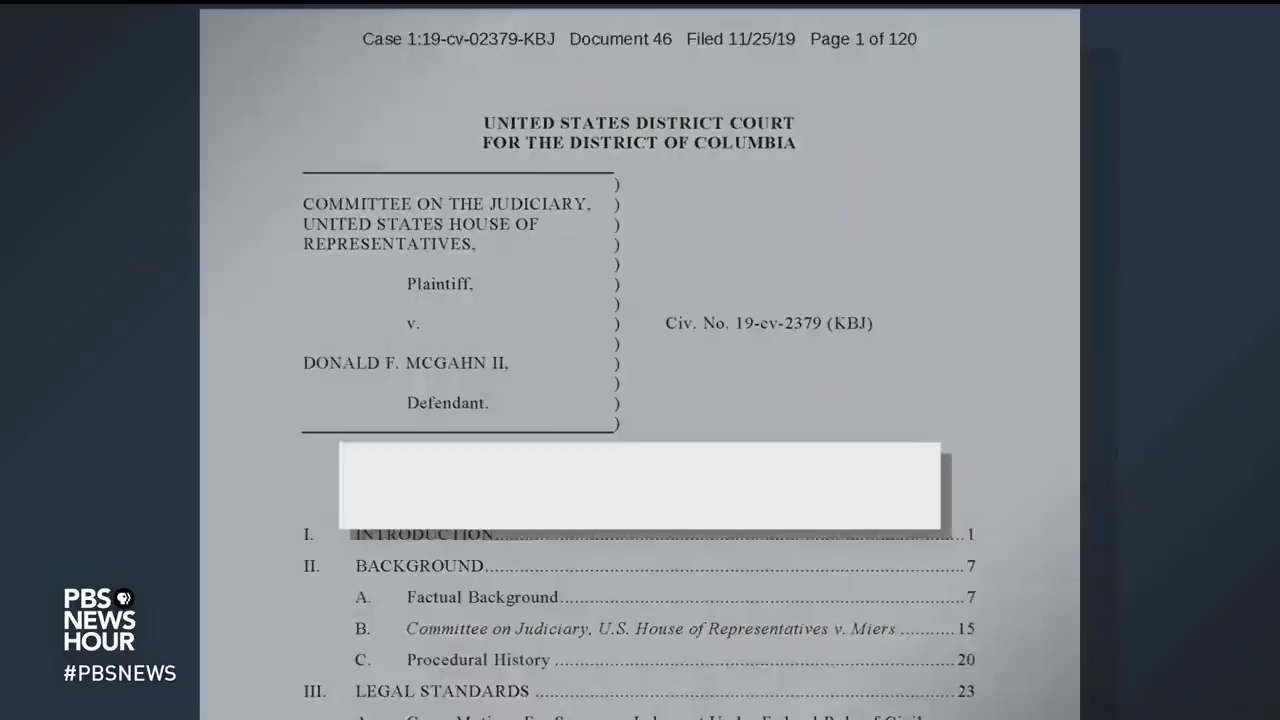 Case 1:19-cv-02379-KBJ Document 46 Filed 11/25/19 Page 1 of 120
UNITED STATES DISTRICT COURT
FOR THE DISTRICT OF COLUMBIA
COMMITTEE ON THE JUDICIARY, )
UNITED STATES HOUSE OF )
REPRESENTATIVES, )
Plaintiff, )
v. ) Civ. No. 19-cv-2379 (KBJ)
DONALD F. MCGAHN II, )
Defendant. )
I. INTRODUCTION 1
II. BACKGROUND 7
A. Factual Background 7
B. Committee on Judiciary, U.S. House of Representatives v. Miers 15
C. Procedural History 20
III. LEGAL STANDARDS 23
PBS
NEWS
HOUR
#PBSNEWS